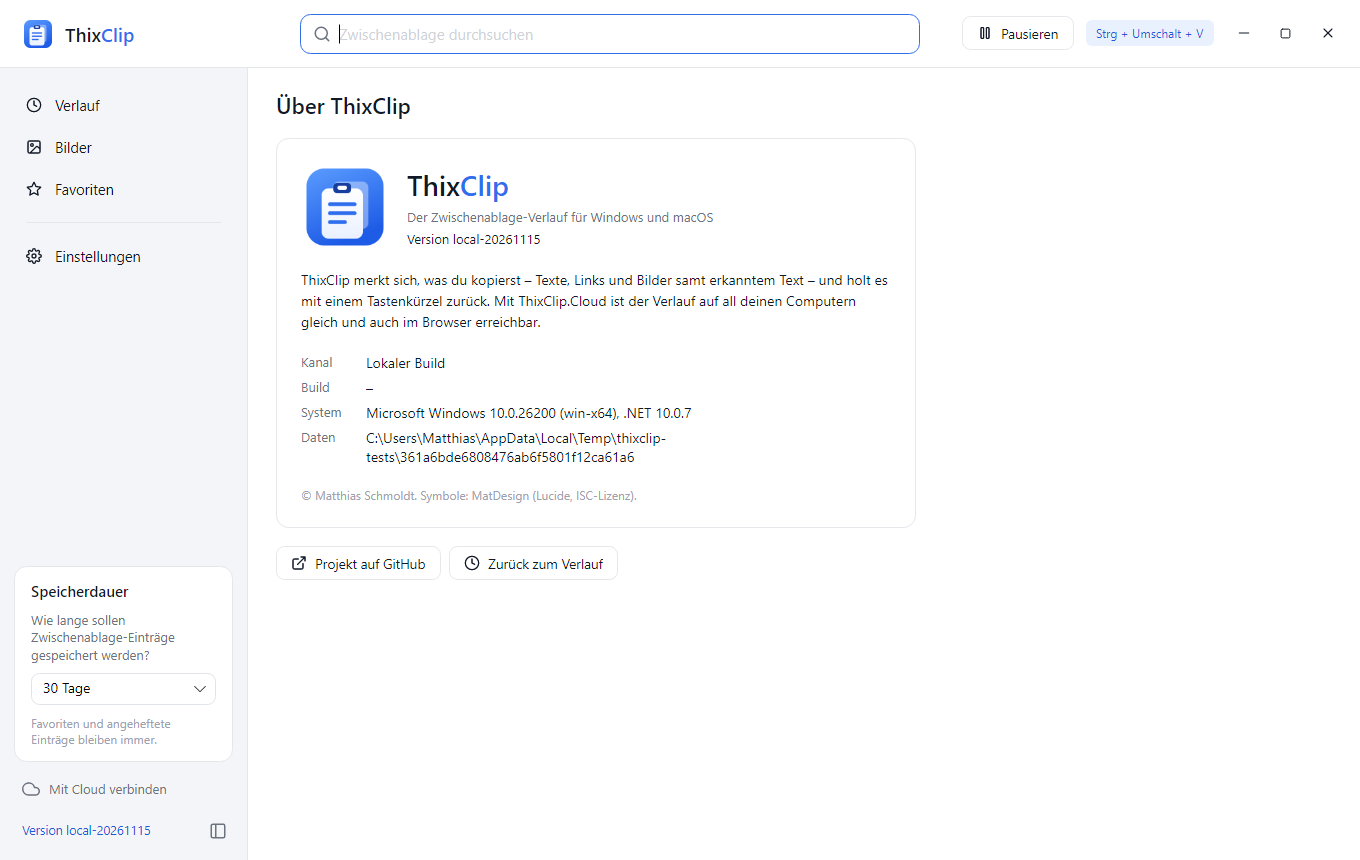 ThixClip
Zwischenablage durchsuchen
Pausieren
Strg + Umschalt + V
Verlauf
Bilder
Favoriten
Einstellungen
Über ThixClip
ThixClip
Der Zwischenablage-Verlauf für Windows und macOS
Version local-20261115
ThixClip merkt sich, was du kopierst – Texte, Links und Bilder samt erkanntem Text – und holt es
mit einem Tastenkürzel zurück. Mit ThixClip.Cloud ist der Verlauf auf all deinen Computern
gleich und auch im Browser erreichbar.
Kanal Lokaler Build
Build –
System Microsoft Windows 10.0.26200 (win-x64), .NET 10.0.7
Daten C:\Users\Matthias\AppData\Local\Temp\thixclip-
tests\361a6bde6808476ab6f5801f12ca61a6
© Matthias Schmoldt. Symbole: MatDesign (Lucide, ISC-Lizenz).
Projekt auf GitHub
Zurück zum Verlauf
Speicherdauer
Wie lange sollen
Zwischenablage-Einträge
gespeichert werden?
30 Tage
Favoriten und angeheftete
Einträge bleiben immer.
Mit Cloud verbinden
Version local-20261115